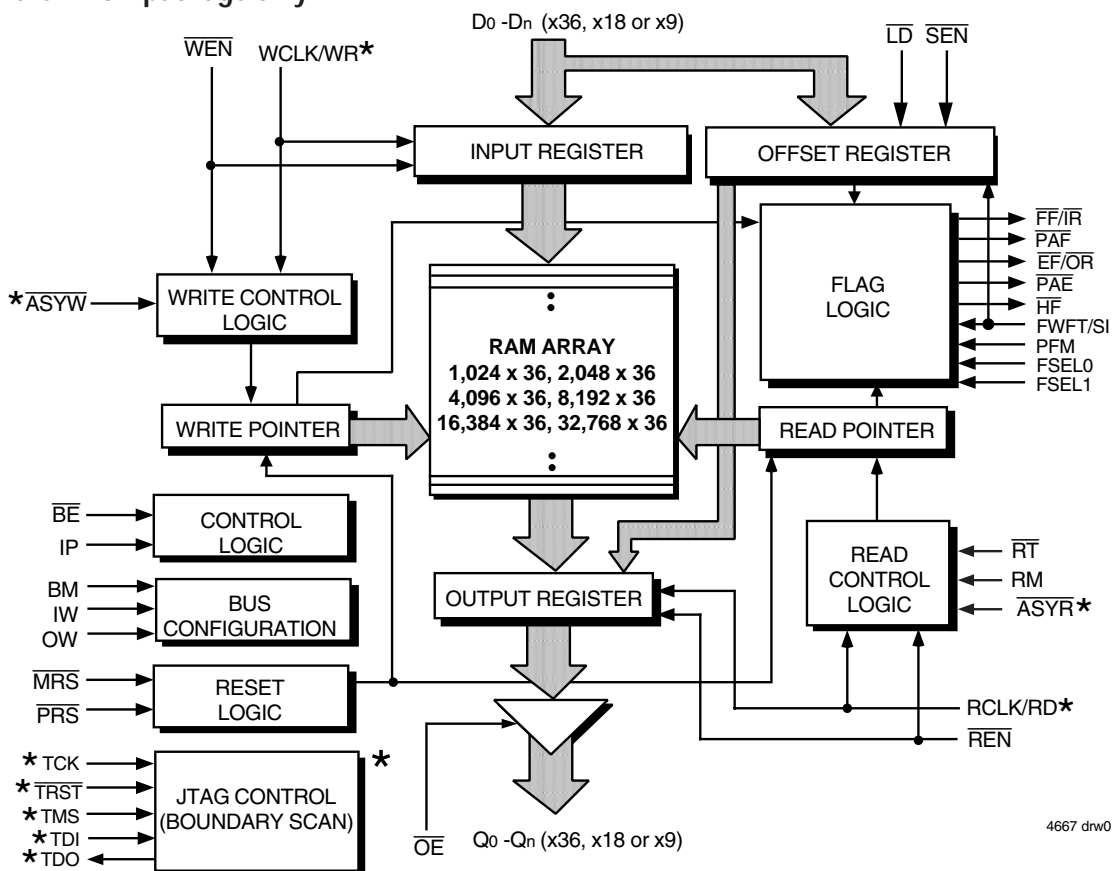 D0 -Dn (x36, x18 or x9)
WEN
WCLK/WR*
LD
SEN
INPUT REGISTER
OFFSET REGISTER
FF/IR
PAF
EF/OR
PAE
HF
FWFT/SI
PFM
FSEL0
FSEL1
FLAG
LOGIC
*ASYW
WRITE CONTROL
LOGIC
RAM ARRAY
1,024 x 36, 2,048 x 36
4,096 x 36, 8,192 x 36
16,384 x 36, 32,768 x 36
WRITE POINTER
READ POINTER
BE
IP
CONTROL
LOGIC
RT
RM
ASYR*
READ
CONTROL
LOGIC
BM
IW
OW
BUS
CONFIGURATION
OUTPUT REGISTER
MRS
PRS
RESET
LOGIC
RCLK/RD*
REN
*TCK
*TRST
*TMS
*TDI
*TDO
JTAG CONTROL
(BOUNDARY SCAN)
*
OE
Q0 -Qn (x36, x18 or x9)
4667 drw0